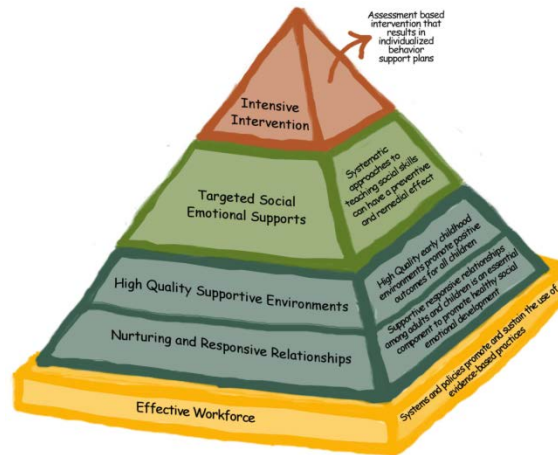 Assessment based
intervention that
results in
individualized
behavior
support plans
Intensive
Intervention
Systematic
approaches to
teaching social skills
can have a preventive
and remedial effect
Targeted Social
Emotional Supports
High Quality early childhood
environments promote positive
outcomes for all children
High Quality Supportive Environments
Supportive responsive relationships
among adults and children is an essential
component to promote healthy social
emotional development
Nurturing and Responsive Relationships
Systems and policies promote and sustain the use of
evidence-based practices
Effective Workforce